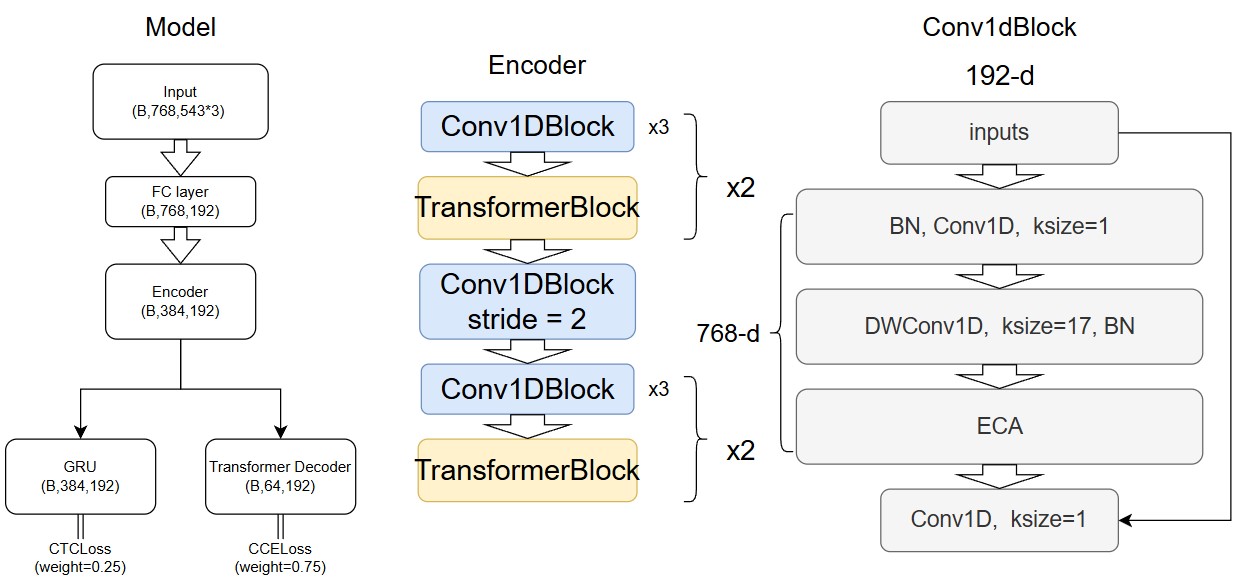 Model
Input
(B,768,543*3)
FC layer
(B,768,192)
Encoder
(B,384,192)
GRU
(B,384,192)
Transformer Decoder
(B,64,192)
CTCLoss
(weight=0.25)
CCELoss
(weight=0.75)
Encoder
Conv1DBlock
x3
TransformerBlock
x2
Conv1DBlock
stride = 2
Conv1DBlock
x3
TransformerBlock
x2
Conv1dBlock
192-d
inputs
BN, Conv1D, ksize=1
DWConv1D, ksize=17, BN
768-d
ECA
Conv1D, ksize=1